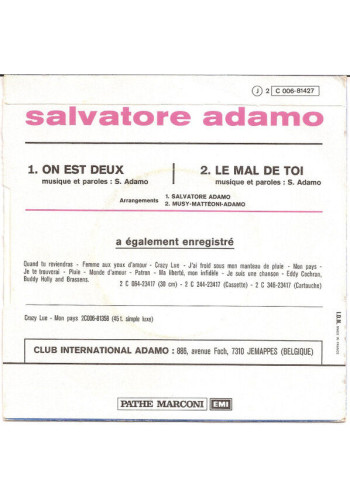 J 2 C 006-81427
salvatore adamo
1. ON EST DEUX
musique et paroles : S. Adamo
2. LE MAL DE TOI
musique et paroles : S. Adamo
Arrangements : 1. SALVATORE ADAMO
2. MUSY-MATTEONI-ADAMO
a également enregistré
Quand tu reviendras - Femme aux yeux d'amour - Crazy Lue - J'ai froid sous mon manteau de pluie - Mon pays -
Je te trouverai - Pluie - Monde d'amour - Patron - Ma liberté, mon infidèle - Je suis une chanson - Eddy Cochran,
Buddy Holly and Brassens.
2 C 064-23417 (30 cm) - 2 C 244-23417 (Cassette) - 2 C 346-23417 (Cartouche)
Crazy Lue - Mon pays 2C006-81358 (45 t. simple luxe)
CLUB INTERNATIONAL ADAMO : 886, avenue Foch, 7310 JEMAPPES (BELGIQUE)
PATHE MARCONI EMI
I.D.N. MADE IN FRANCE